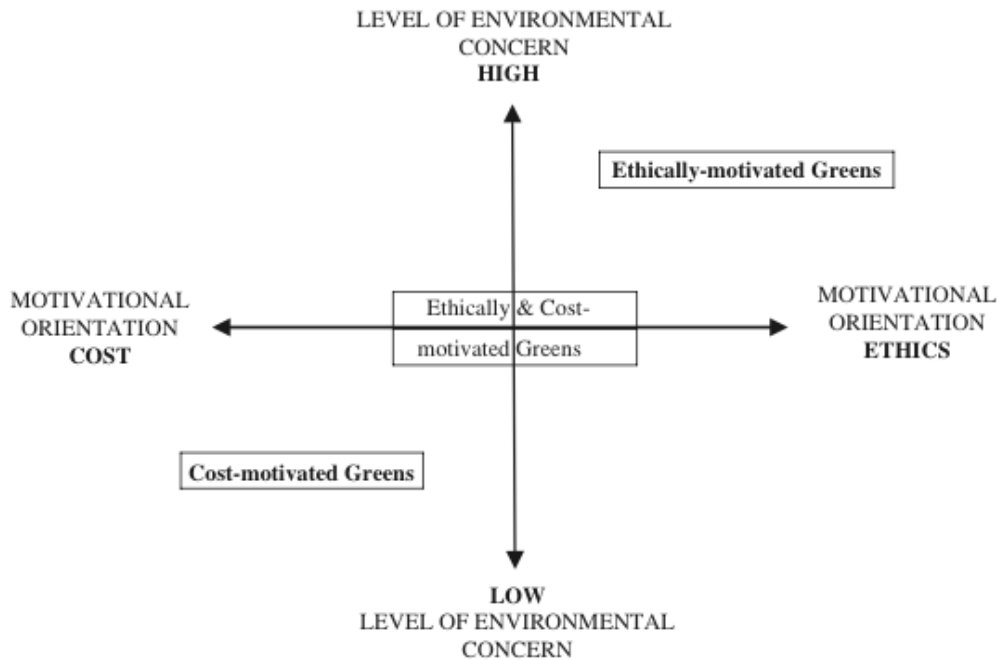 LEVEL OF ENVIRONMENTAL
CONCERN
HIGH
Ethically-motivated Greens
MOTIVATIONAL
ORIENTATION
COST
Ethically & Cost-
motivated Greens
MOTIVATIONAL
ORIENTATION
ETHICS
Cost-motivated Greens
LOW
LEVEL OF ENVIRONMENTAL
CONCERN